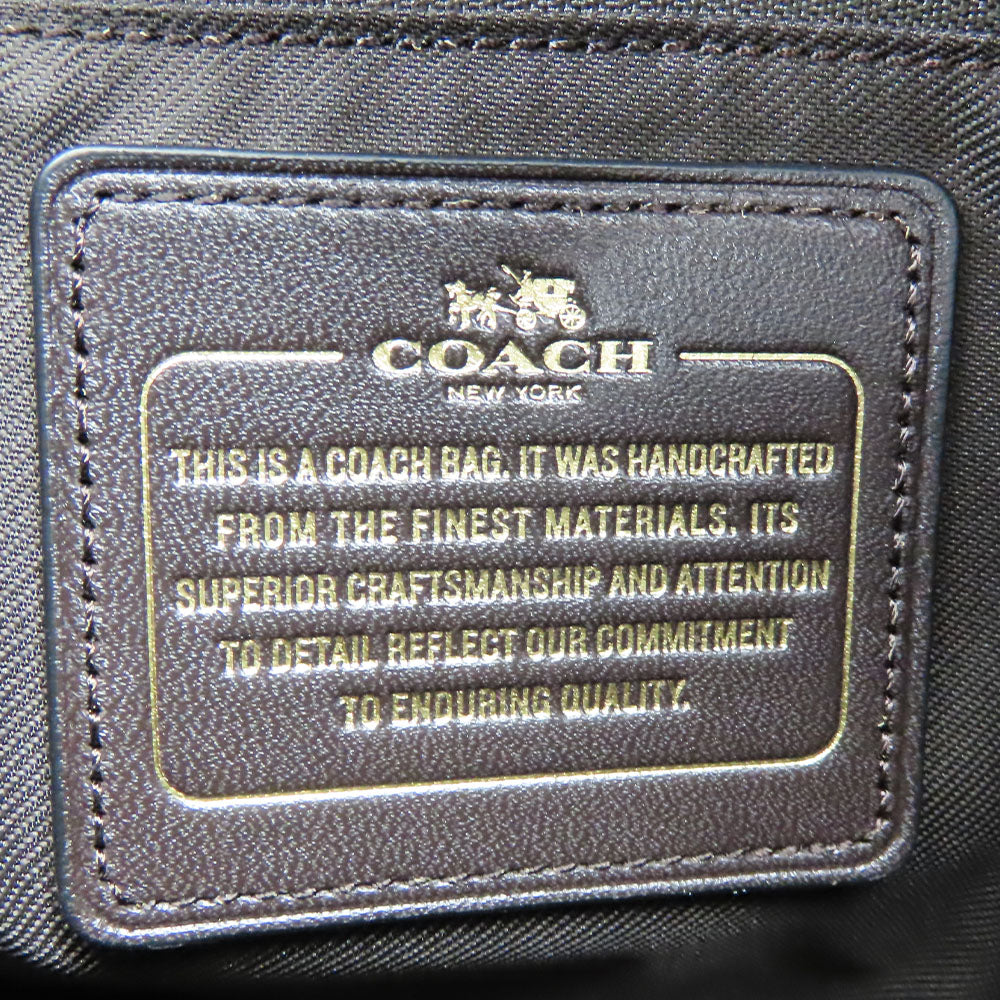 COACH
NEW YORK
THIS IS A COACH BAG. IT WAS HANDCRAFTED
FROM THE FINEST MATERIALS. ITS
SUPERIOR CRAFTSMANSHIP AND ATTENTION
TO DETAIL REFLECT OUR COMMITMENT
TO ENDURING QUALITY.